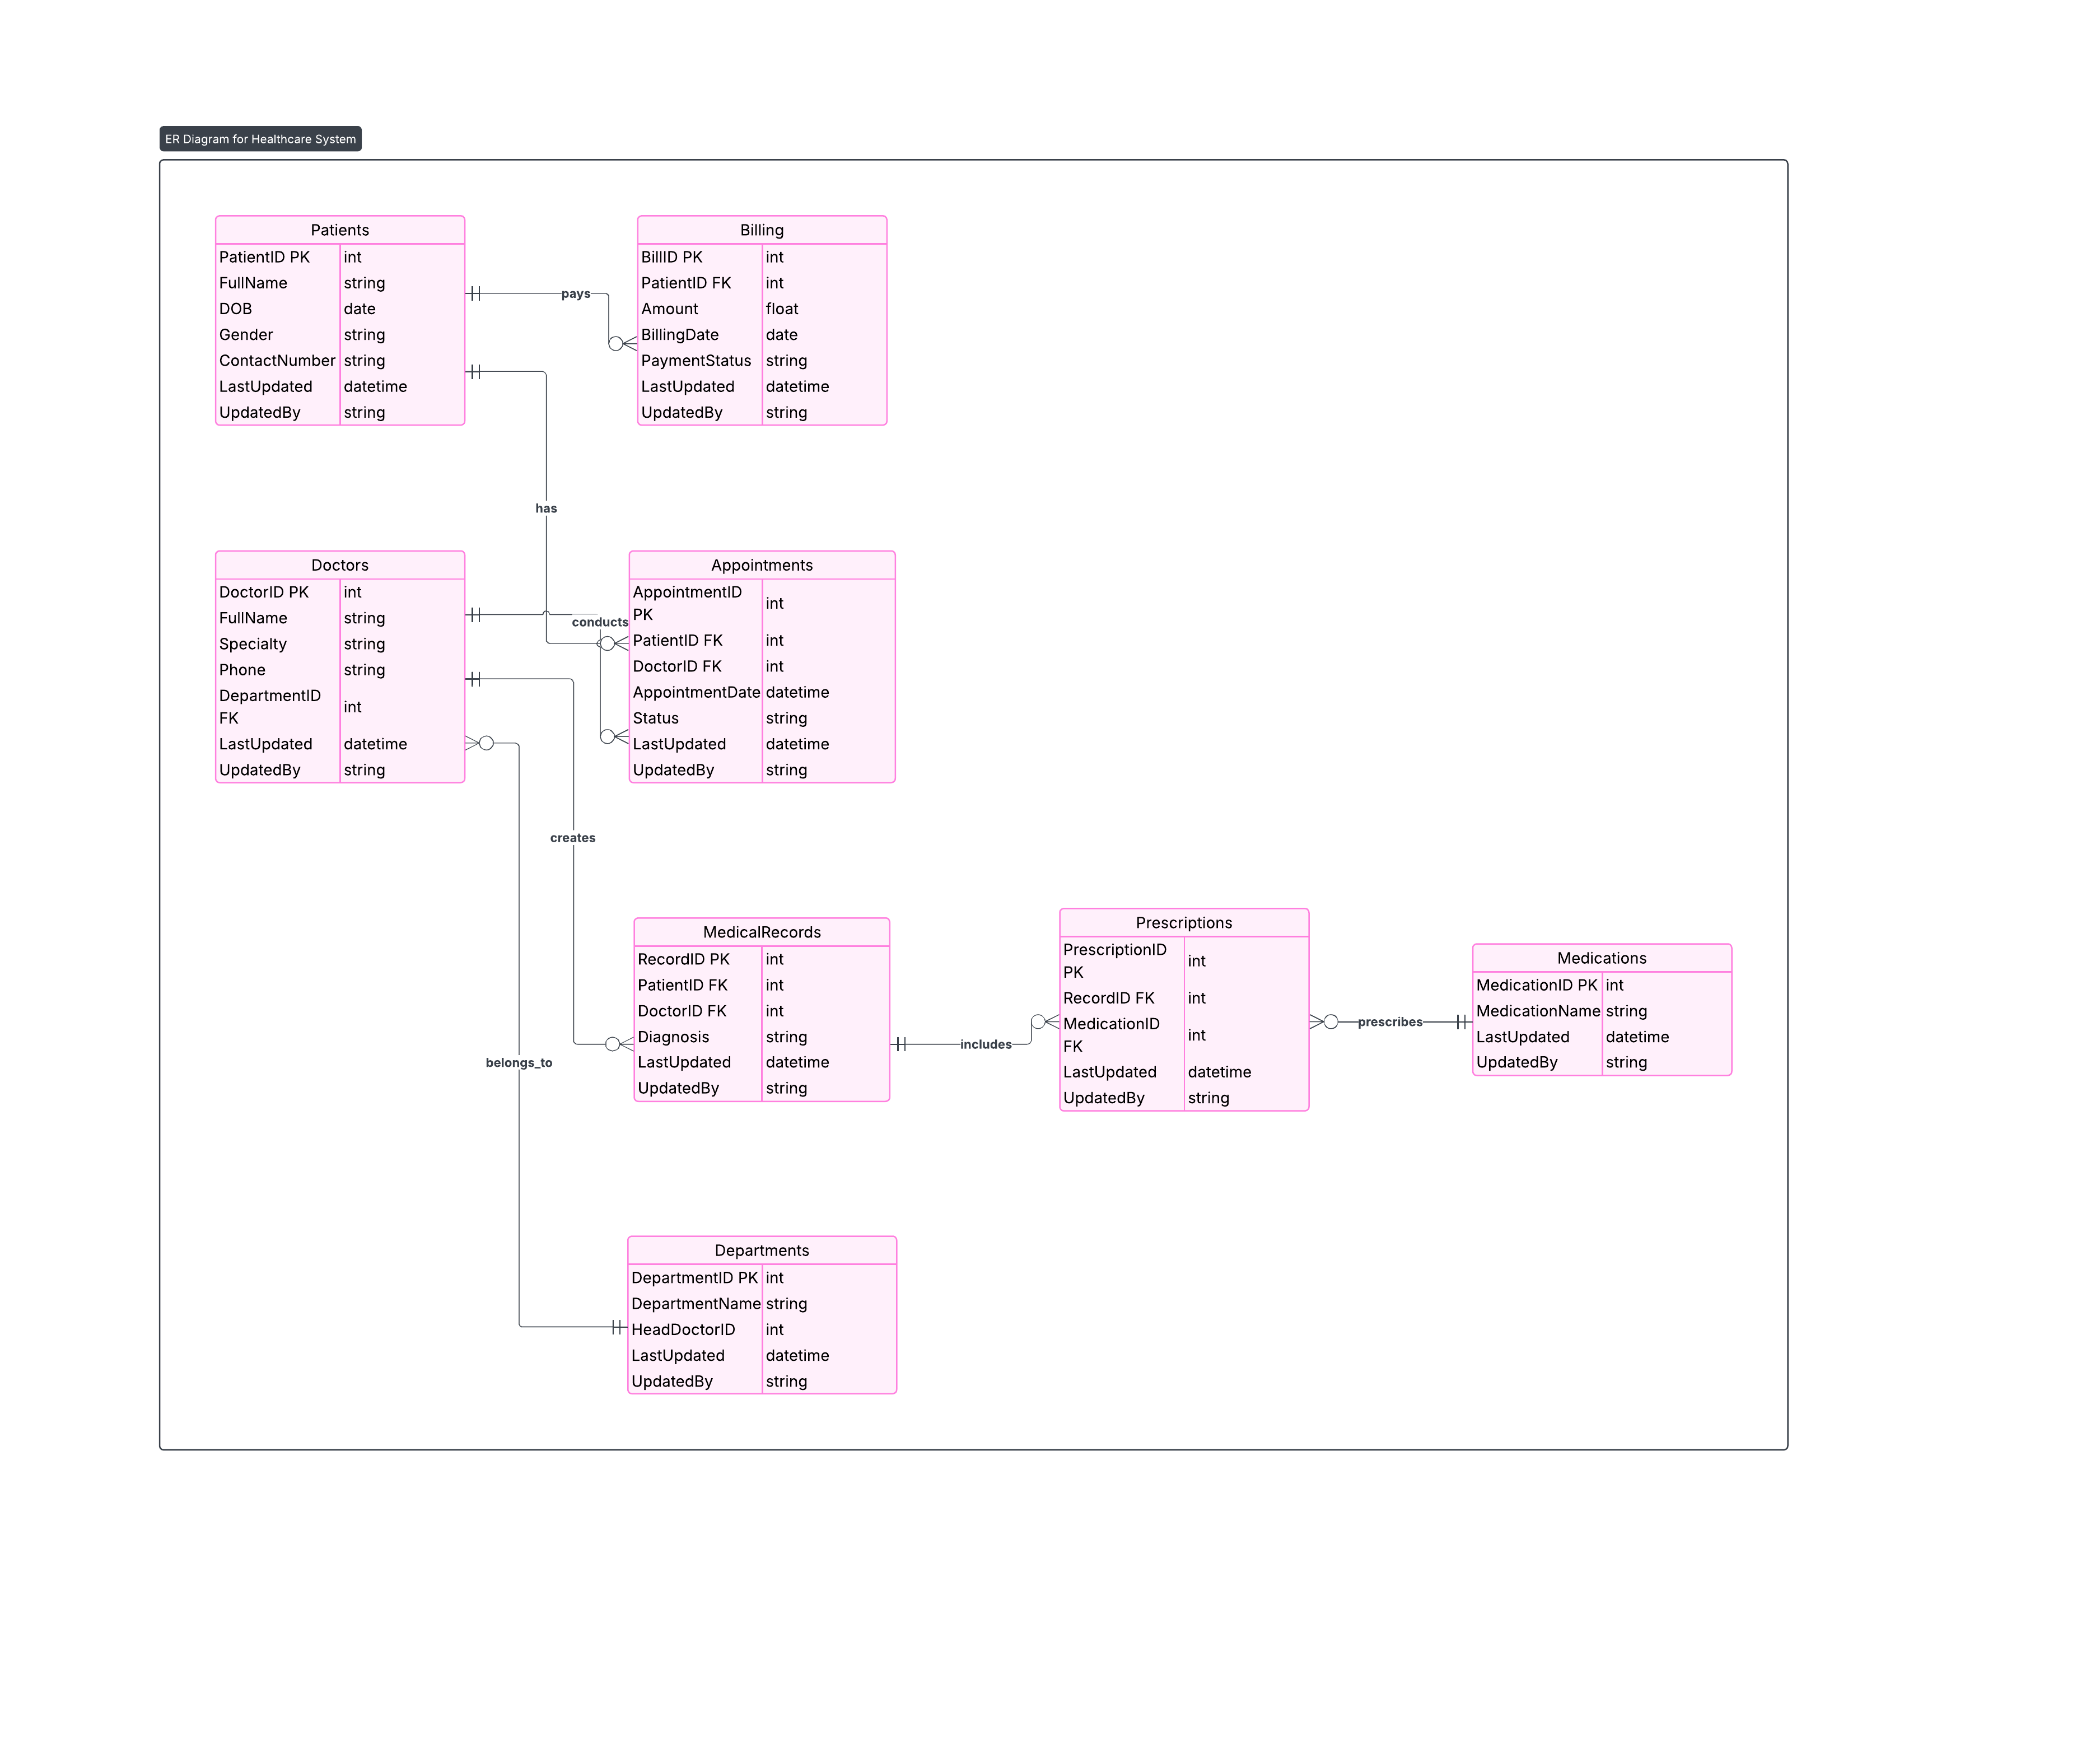 ER Diagram for Healthcare System
Patients
PatientID PK int
FullName string
DOB date
Gender string
ContactNumber string
LastUpdated datetime
UpdatedBy string
pays
Billing
BillID PK int
PatientID FK int
Amount float
BillingDate date
PaymentStatus string
LastUpdated datetime
UpdatedBy string
has
Doctors
DoctorID PK int
FullName string
Specialty string
Phone string
DepartmentID
FK
int
LastUpdated datetime
UpdatedBy string
conducts
Appointments
AppointmentID
PK
int
PatientID FK int
DoctorID FK int
AppointmentDate datetime
Status string
LastUpdated datetime
UpdatedBy string
creates
MedicalRecords
RecordID PK int
PatientID FK int
DoctorID FK int
Diagnosis string
LastUpdated datetime
UpdatedBy string
includes
Prescriptions
PrescriptionID
PK
int
RecordID FK int
MedicationID
FK
int
LastUpdated datetime
UpdatedBy string
prescribes
Medications
MedicationID PK int
MedicationName string
LastUpdated datetime
UpdatedBy string
belongs_to
Departments
DepartmentID PK int
DepartmentName string
HeadDoctorID int
LastUpdated datetime
UpdatedBy string